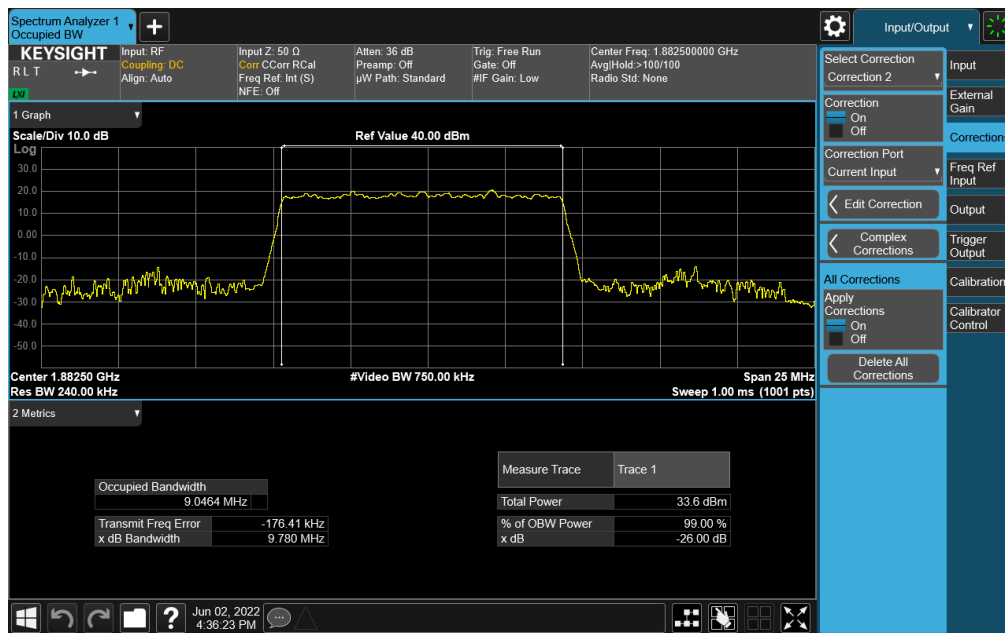 Spectrum Analyzer 1
Occupied BW
Input/Output
KEYSIGHT
R L T
LXI
Input: RF
Coupling: DC
Align: Auto
Input Z: 50 Ω
Corr CCorr RCal
Freq Ref: Int (S)
NFE: Off
Atten: 36 dB
Preamp: Off
µW Path: Standard
Trig: Free Run
Gate: Off
#IF Gain: Low
Center Freq: 1.882500000 GHz
Avg|Hold:>100/100
Radio Std: None
1 Graph
Scale/Div 10.0 dB
Ref Value 40.00 dBm
Log
30.0
20.0
10.0
0.00
-10.0
-20.0
-30.0
-40.0
-50.0
Center 1.88250 GHz
#Video BW 750.00 kHz
Span 25 MHz
Res BW 240.00 kHz
Sweep 1.00 ms (1001 pts)
2 Metrics
Occupied Bandwidth
9.0464 MHz
Transmit Freq Error -176.41 kHz
x dB Bandwidth 9.780 MHz
Measure Trace Trace 1
Total Power 33.6 dBm
% of OBW Power 99.00 %
x dB -26.00 dB
Select Correction
Correction 2
Correction
On
Off
Correction Port
Current Input
Edit Correction
Complex
Corrections
All Corrections
Apply
Corrections
On
Off
Delete All
Corrections
Input
External
Gain
Corrections
Freq Ref
Input
Output
Trigger
Output
Calibration
Calibrator
Control
Jun 02, 2022
4:36:23 PM